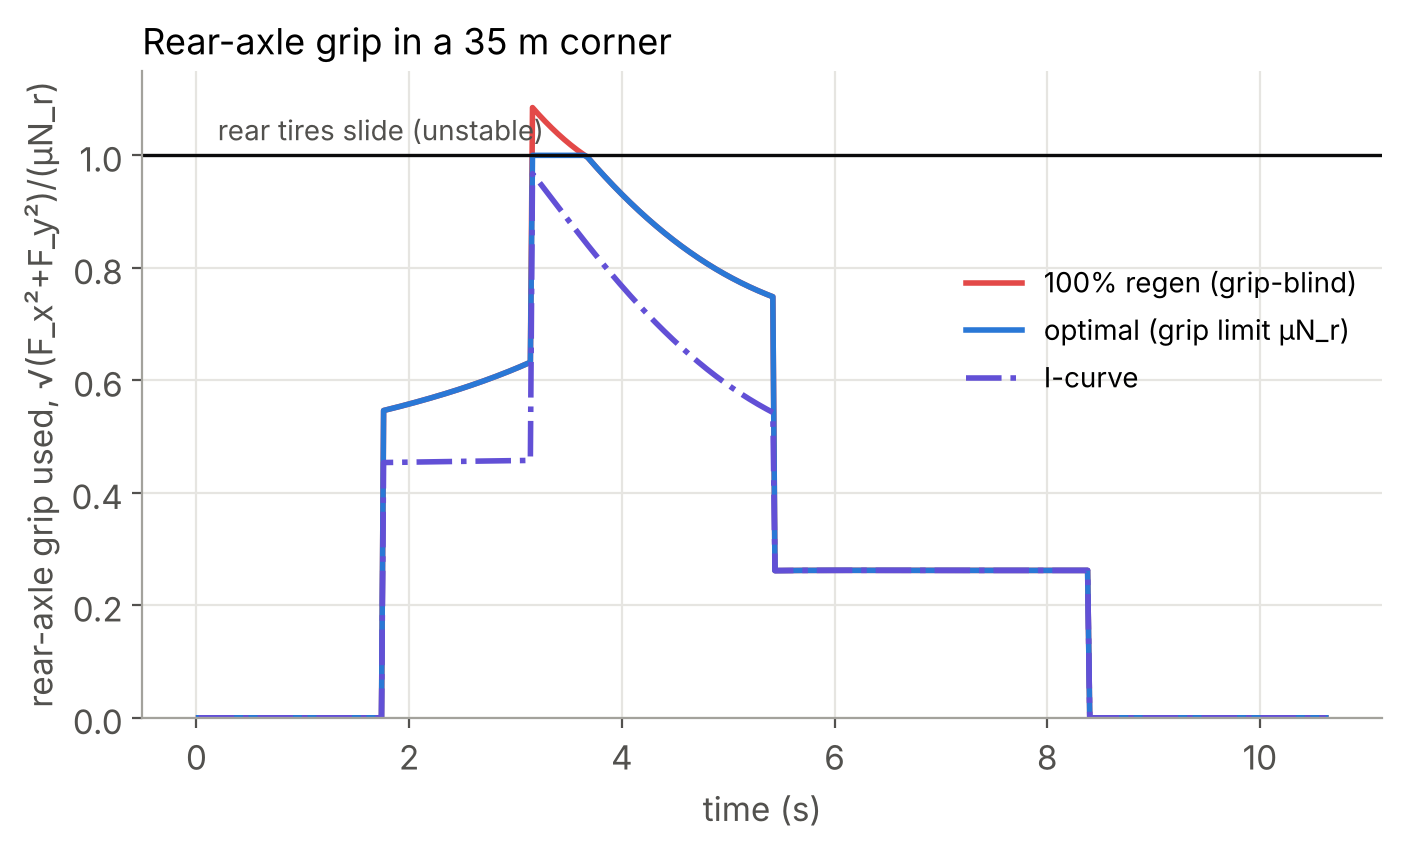 Rear-axle grip in a 35 m corner
rear-axle grip used, √(F_x²+F_y²)/(μN_r)
rear tires slide (unstable)
1.0
0.8
0.6
0.4
0.2
0.0
100% regen (grip-blind)
optimal (grip limit μN_r)
I-curve
0 2 4 6 8 10
time (s)